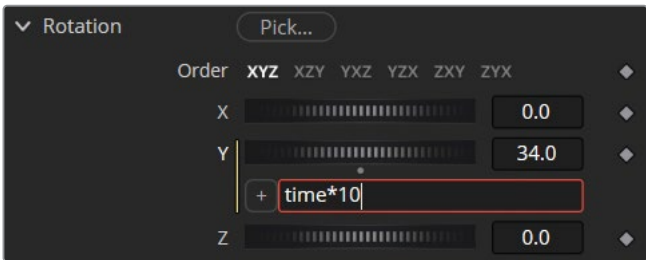 Rotation Pick...
Order XYZ XZY YXZ YZX ZXY ZYX
X 0.0
Y 34.0
+ time*10
Z 0.0